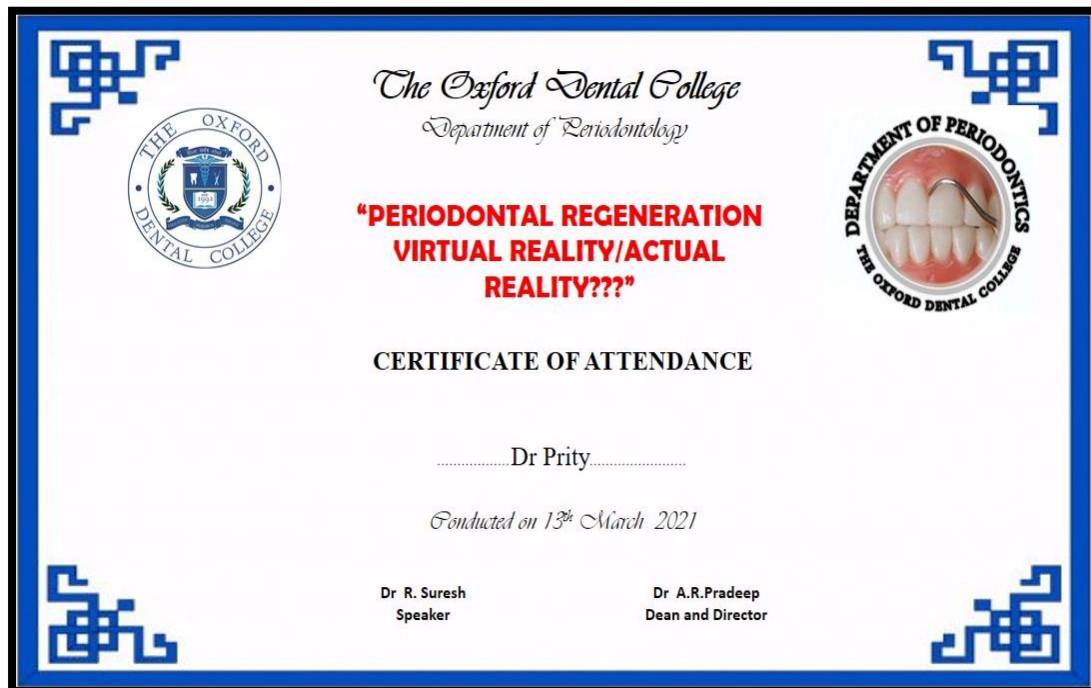 The Oxford Dental College
Department of Periodontology
THE OXFORD DENTAL COLLEGE
1992
DEPARTMENT OF PERIODONTICS
THE OXFORD DENTAL COLLEGE
“PERIODONTAL REGENERATION
VIRTUAL REALITY/ACTUAL
REALITY???”
CERTIFICATE OF ATTENDANCE
..................Dr Prity........................
Conducted on 13th March 2021
Dr R. Suresh
Speaker
Dr A.R.Pradeep
Dean and Director